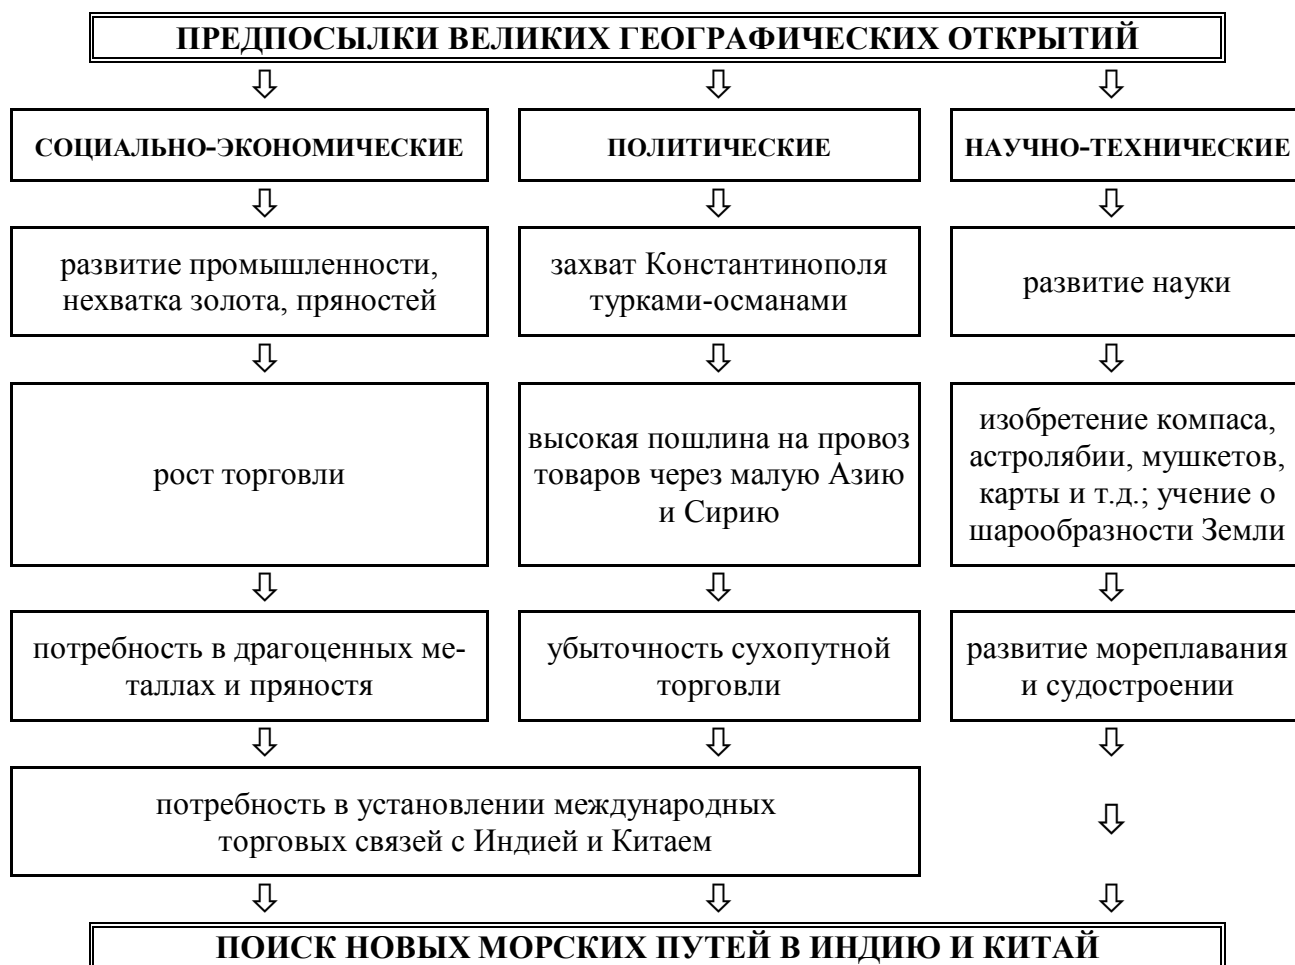 ПРЕДПОСЫЛКИ ВЕЛИКИХ ГЕОГРАФИЧЕСКИХ ОТКРЫТИЙ
СОЦИАЛЬНО-ЭКОНОМИЧЕСКИЕ
ПОЛИТИЧЕСКИЕ
НАУЧНО-ТЕХНИЧЕСКИЕ
развитие промышленности,
нехватка золота, пряностей
захват Константинополя
турками-османами
развитие науки
рост торговли
высокая пошлина на провоз
товаров через малую Азию
и Сирию
изобретение компаса,
астролябии, мушкетов,
карты и т.д.; учение о
шарообразности Земли
потребность в драгоценных ме-
таллах и пряностя
убыточность сухопутной
торговли
развитие мореплавания
и судостроении
потребность в установлении международных
торговых связей с Индией и Китаем
ПОИСК НОВЫХ МОРСКИХ ПУТЕЙ В ИНДИЮ И КИТАЙ